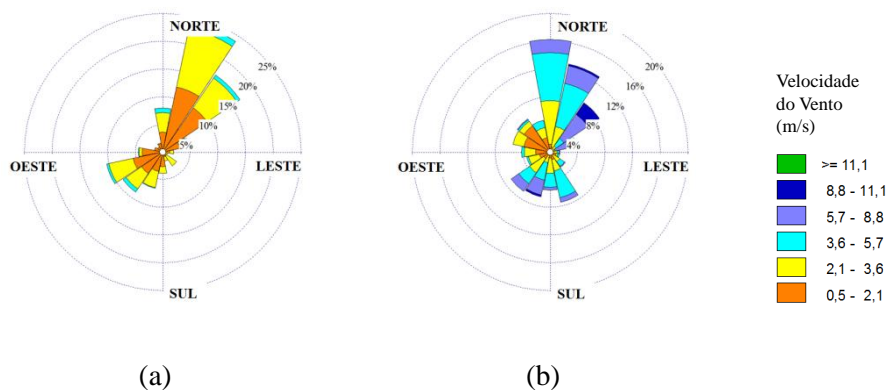 NORTE
25%
20%
15%
10%
5%
OESTE
LESTE
SUL
(a)
NORTE
20%
16%
12%
8%
4%
OESTE
LESTE
SUL
(b)
Velocidade
do Vento
(m/s)
>= 11,1
8,8 - 11,1
5,7 - 8,8
3,6 - 5,7
2,1 - 3,6
0,5 - 2,1